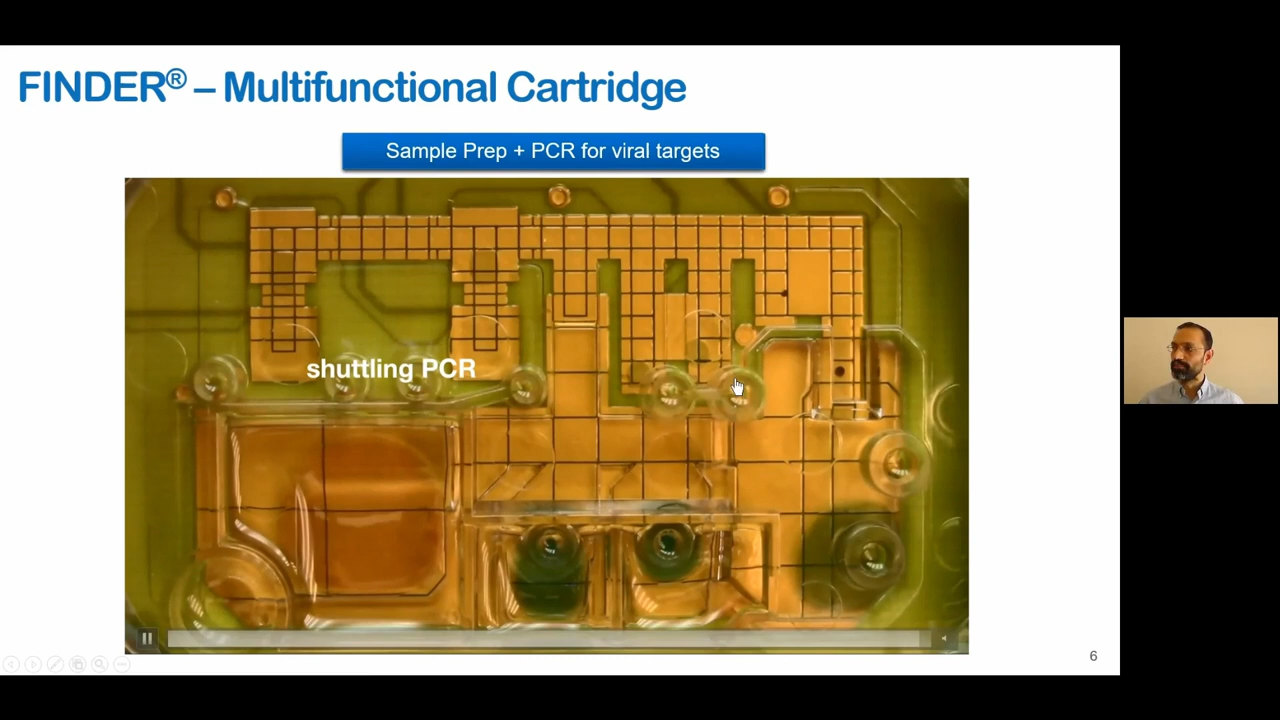 FINDER® – Multifunctional Cartridge
Sample Prep + PCR for viral targets
shuttling PCR
6